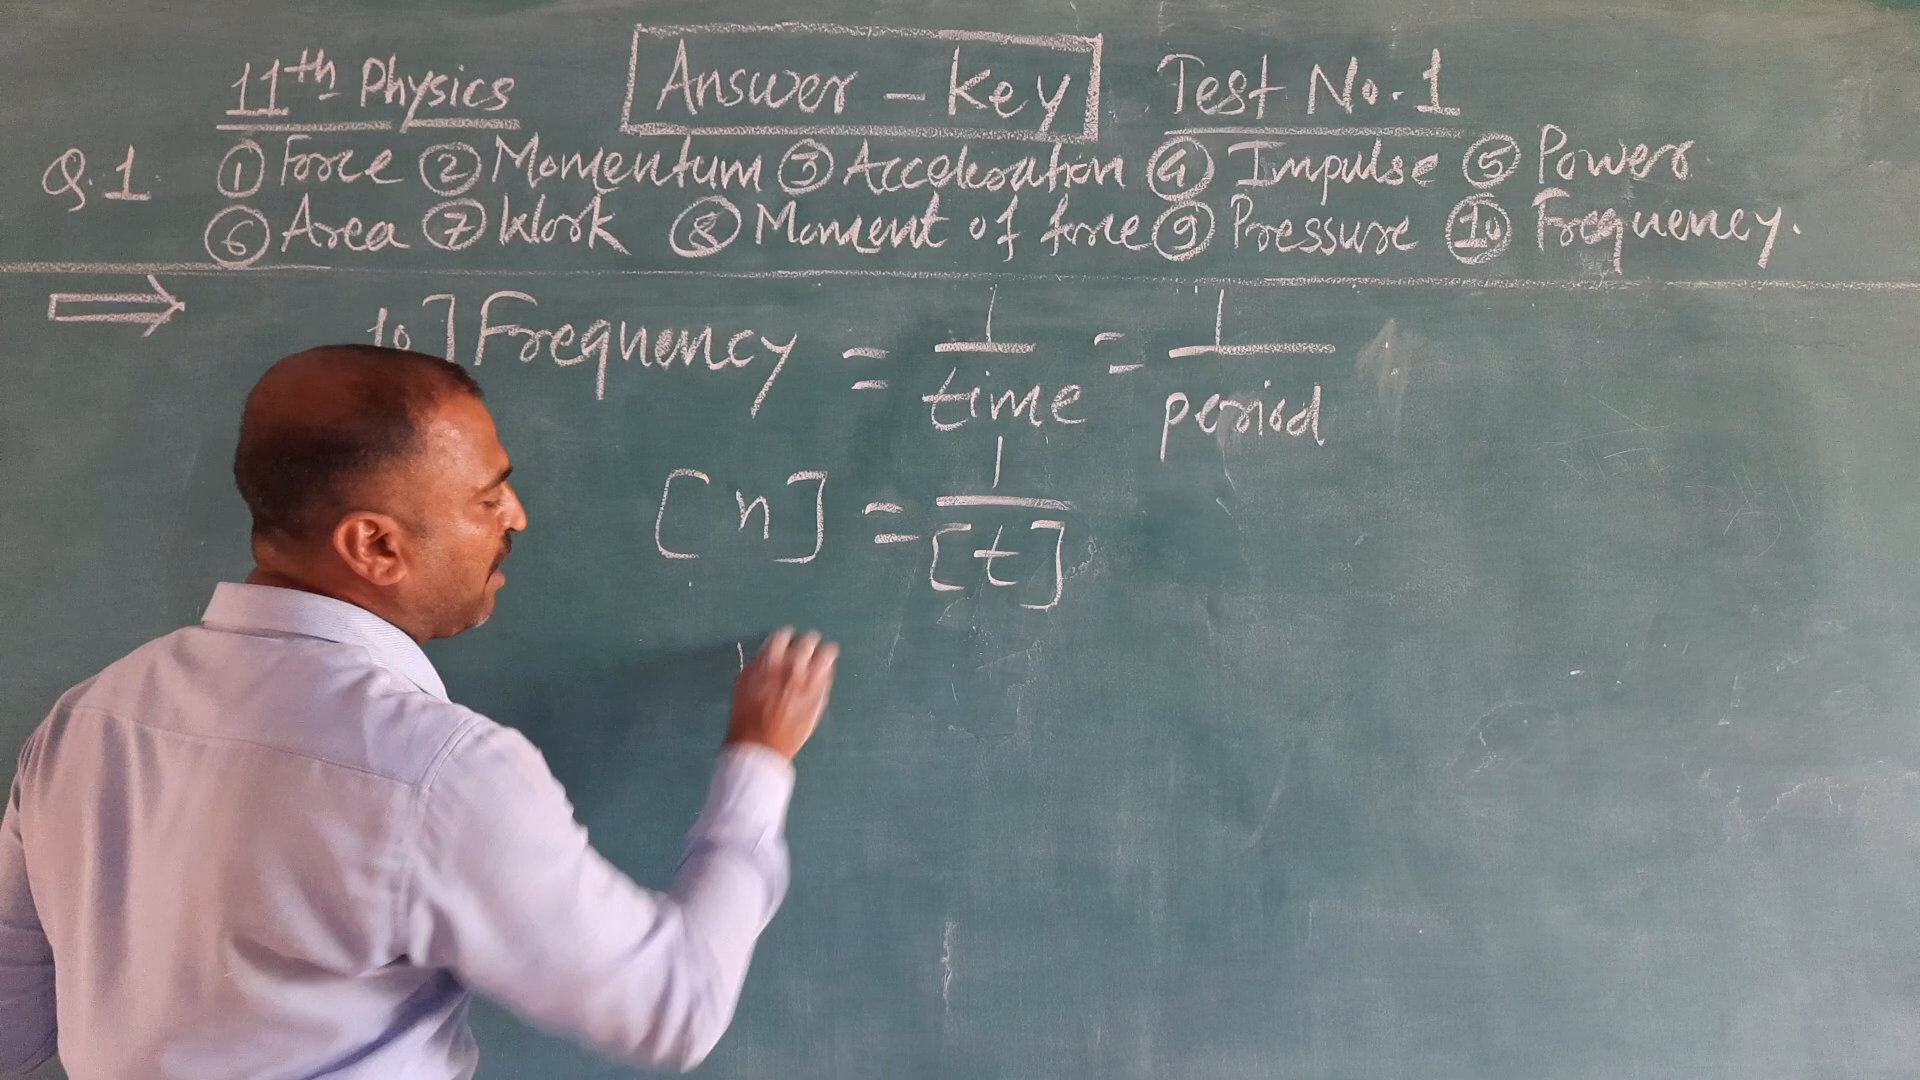 11th Physics Answer - Key Test No. 1
Q.1 ① Force ② Momentum ③ Acceleration ④ Impulse ⑤ Power
⑥ Area ⑦ Work ⑧ Moment of force ⑨ Pressure ⑩ Frequency.
10] Frequency = 1/time = 1/period
[n] = 1/[t]